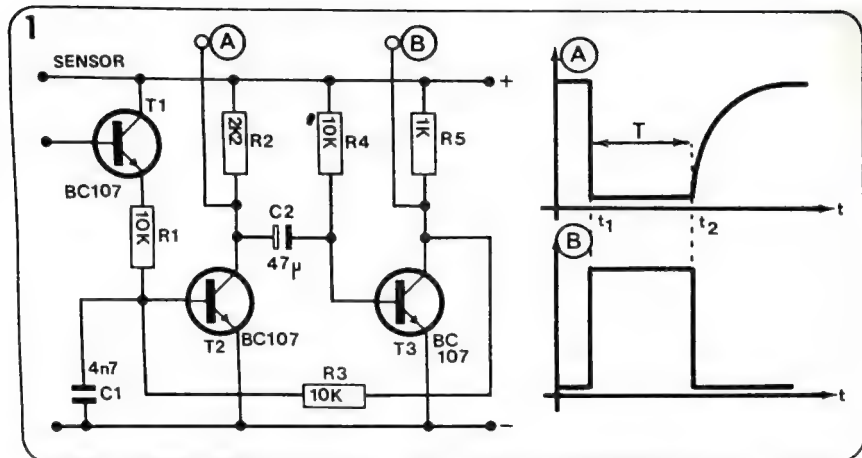 1
A
B
SENSOR
+
T1
2K2
R2
10K
R4
1K
R5
BC107
10K
R1
C2
47µ
T2
BC107
T3
BC
107
4n7
C1
R3
10K
-
A
T
t
t1
t2
B
t